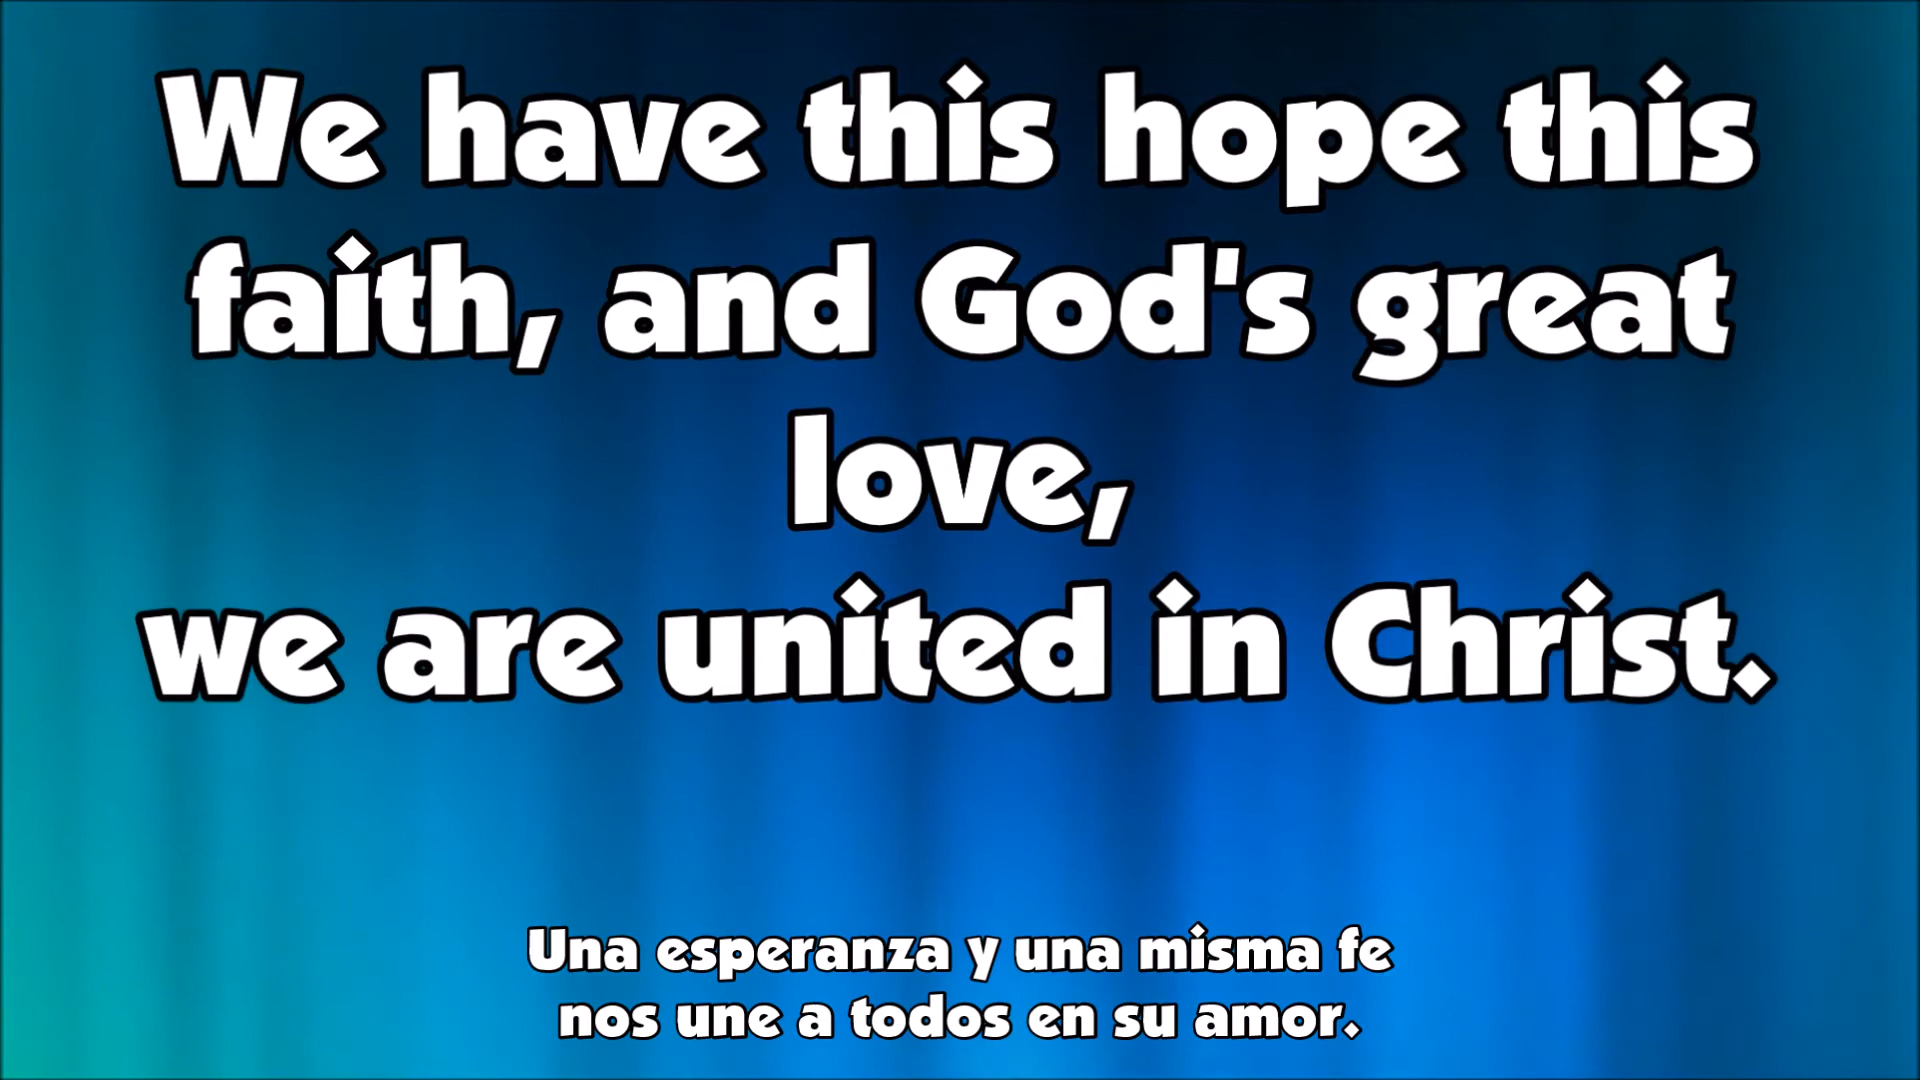 We have this hope this
faith, and God's great
love,
we are united in Christ.
Una esperanza y una misma fe
nos une a todos en su amor.